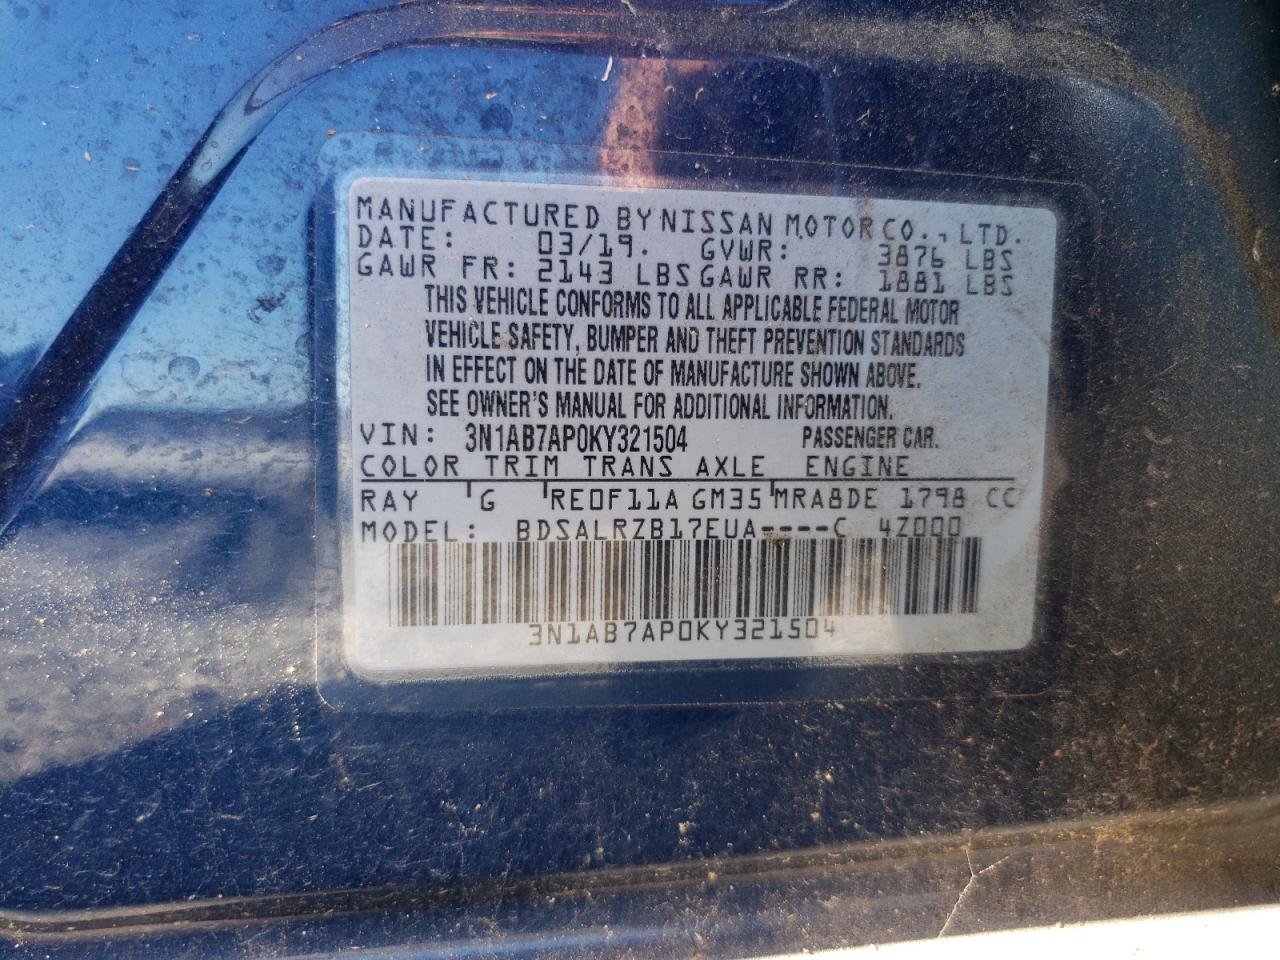 MANUFACTURED BY NISSAN MOTOR CO., LTD.
DATE: 03/19. GVWR: 3876 LBS
GAWR FR: 2143 LBS GAWR RR: 1881 LBS
THIS VEHICLE CONFORMS TO ALL APPLICABLE FEDERAL MOTOR
VEHICLE SAFETY, BUMPER AND THEFT PREVENTION STANDARDS
IN EFFECT ON THE DATE OF MANUFACTURE SHOWN ABOVE.
SEE OWNER'S MANUAL FOR ADDITIONAL INFORMATION.
VIN: 3N1AB7AP0KY321504 PASSENGER CAR.
COLOR TRIM TRANS AXLE ENGINE
RAY G RE0F11A GM35 MRA8DE 1798 CC
MODEL: BDSALRZB17EUA----C 4Z000
3N1AB7AP0KY321504